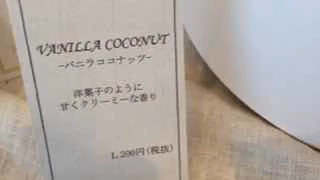 VANILLA COCONUT
-バニラココナッツ-
洋菓子のように
甘くクリーミーな香り
1,200円(税抜)